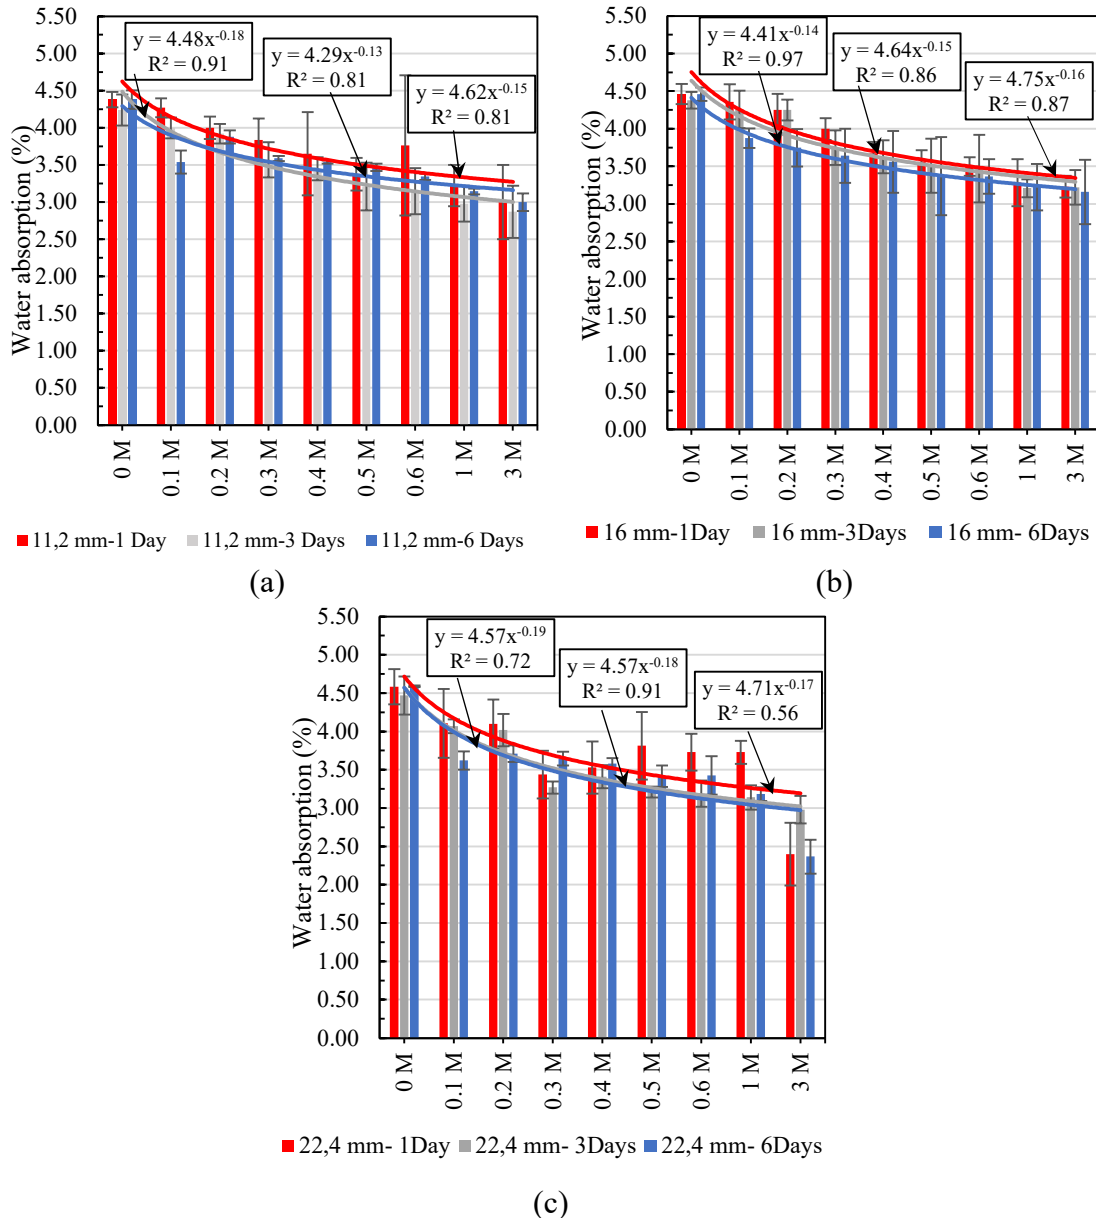 Water absorption (%)
5.50
5.00
4.50
4.00
3.50
3.00
2.50
2.00
1.50
1.00
0.50
0.00
y = 4.48x⁻⁰·¹⁸
R² = 0.91
y = 4.29x⁻⁰·¹³
R² = 0.81
y = 4.62x⁻⁰·¹⁵
R² = 0.81
0 M
0.1 M
0.2 M
0.3 M
0.4 M
0.5 M
0.6 M
1 M
3 M
11,2 mm-1 Day 11,2 mm-3 Days 11,2 mm-6 Days
(a)
Water absorption (%)
5.50
5.00
4.50
4.00
3.50
3.00
2.50
2.00
1.50
1.00
0.50
0.00
y = 4.41x⁻⁰·¹⁴
R² = 0.97
y = 4.64x⁻⁰·¹⁵
R² = 0.86
y = 4.75x⁻⁰·¹⁶
R² = 0.87
0 M
0.1 M
0.2 M
0.3 M
0.4 M
0.5 M
0.6 M
1 M
3 M
16 mm-1Day 16 mm-3Days 16 mm- 6Days
(b)
Water absorption (%)
5.50
5.00
4.50
4.00
3.50
3.00
2.50
2.00
1.50
1.00
0.50
0.00
y = 4.57x⁻⁰·¹⁹
R² = 0.72
y = 4.57x⁻⁰·¹⁸
R² = 0.91
y = 4.71x⁻⁰·¹⁷
R² = 0.56
0 M
0.1 M
0.2 M
0.3 M
0.4 M
0.5 M
0.6 M
1 M
3 M
22,4 mm- 1Day 22,4 mm- 3Days 22,4 mm- 6Days
(c)